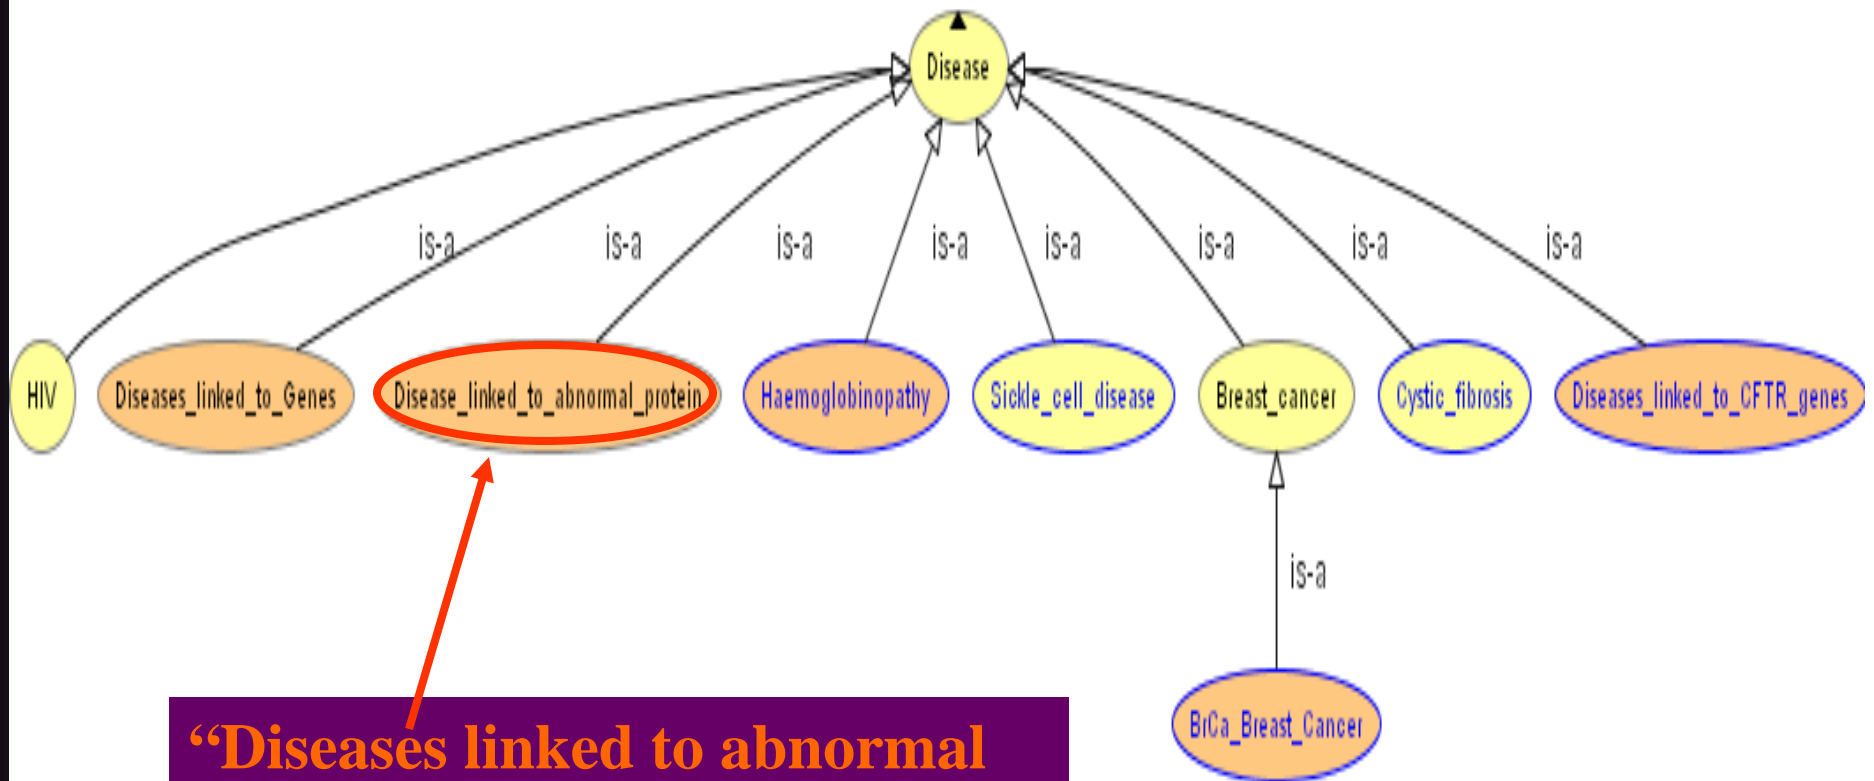 Disease
is-a is-a is-a is-a is-a is-a is-a is-a
HIV Diseases_linked_to_Genes Disease_linked_to_abnormal_protein Haemoglobinopathy Sickle_cell_disease Breast_cancer Cystic_fibrosis Diseases_linked_to_CFTR_genes
is-a
BrCa_Breast_Cancer
“Diseases linked to abnormal